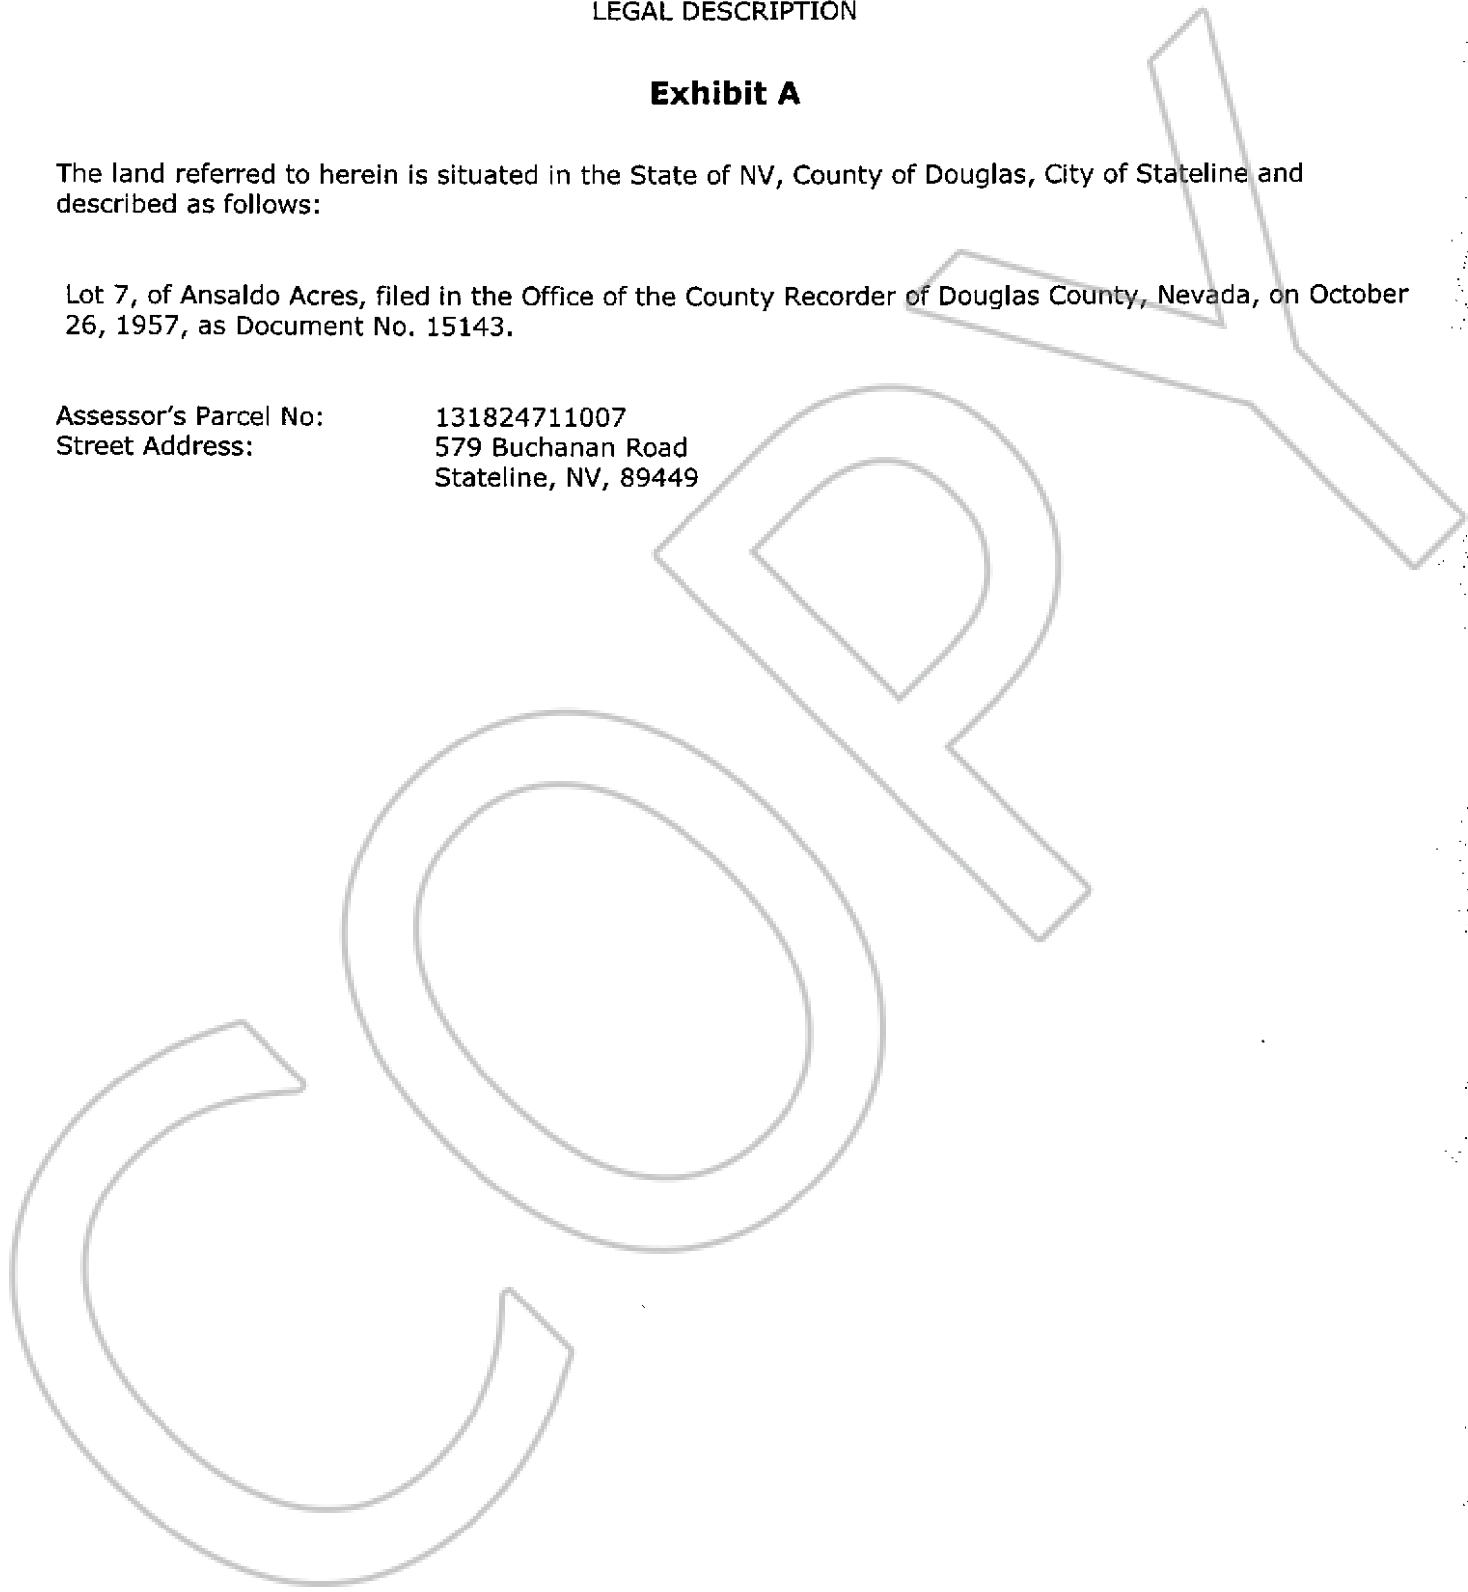 LEGAL DESCRIPTION
Exhibit A
The land referred to herein is situated in the State of NV, County of Douglas, City of Stateline and
described as follows:
Lot 7, of Ansaldo Acres, filed in the Office of the County Recorder of Douglas County, Nevada, on October
26, 1957, as Document No. 15143.
Assessor's Parcel No: 131824711007
Street Address: 579 Buchanan Road
Stateline, NV, 89449
COPY